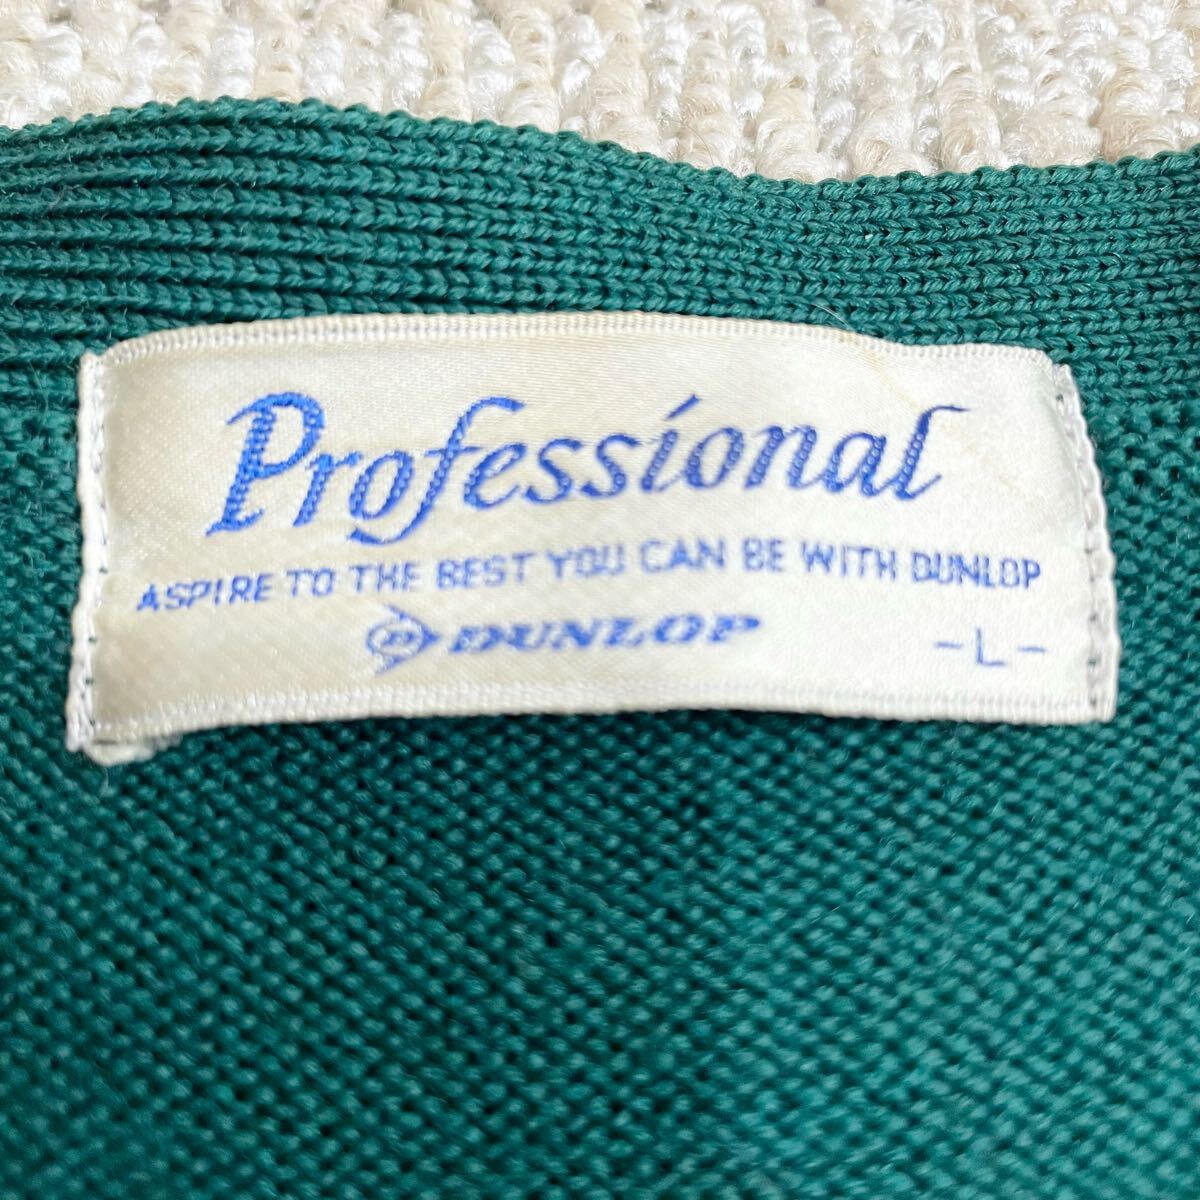 Professional
ASPIRE TO THE BEST YOU CAN BE WITH DUNLOP
D DUNLOP
-L-